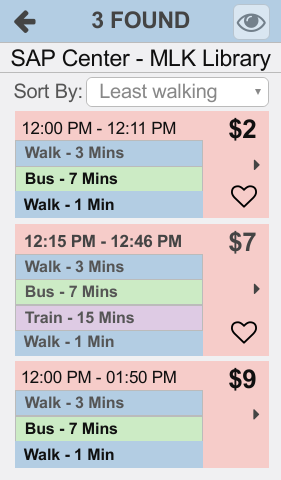 3 FOUND
SAP Center - MLK Library
Sort By: Least walking
12:00 PM - 12:11 PM $2
Walk - 3 Mins
Bus - 7 Mins
Walk - 1 Min
12:15 PM - 12:46 PM $7
Walk - 3 Mins
Bus - 7 Mins
Train - 15 Mins
Walk - 1 Min
12:00 PM - 01:50 PM $9
Walk - 3 Mins
Bus - 7 Mins
Walk - 1 Min